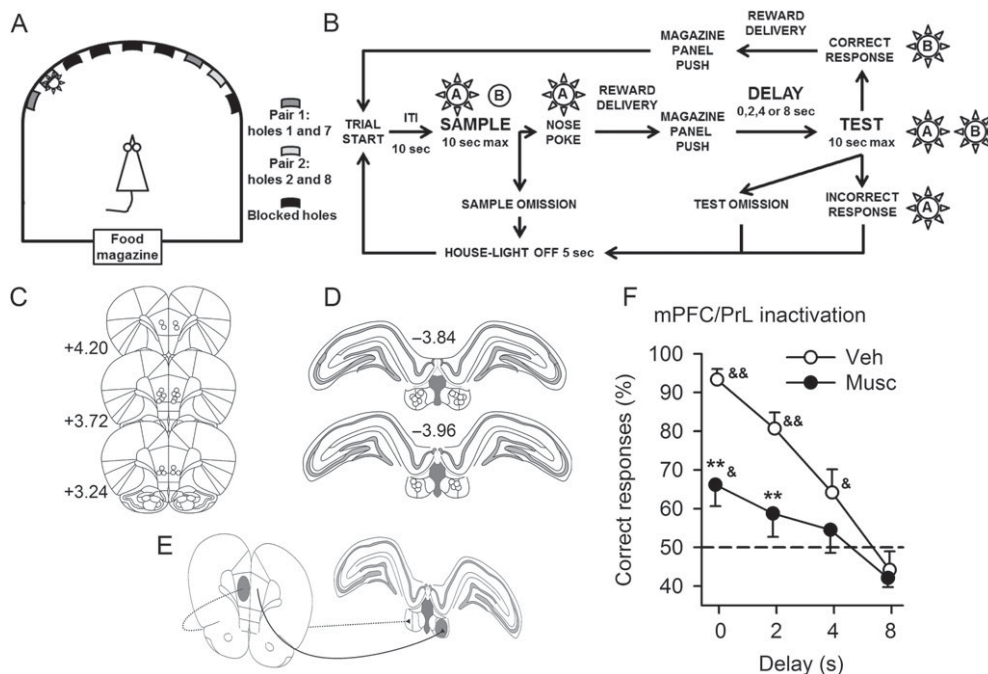 A
Pair 1:
holes 1 and 7
Pair 2:
holes 2 and 8
Blocked holes
Food
magazine
B
TRIAL
START
ITI
10 sec
A B
SAMPLE
10 sec max
A
NOSE
POKE
REWARD
DELIVERY
MAGAZINE
PANEL
PUSH
REWARD DELIVERY
MAGAZINE
PANEL
PUSH
DELAY
0,2,4 or 8 sec
TEST
10 sec max
A B
CORRECT
RESPONSE
B
SAMPLE OMISSION
TEST OMISSION
INCORRECT
RESPONSE
A
HOUSE-LIGHT OFF 5 sec
C
+4.20
+3.72
+3.24
D
−3.84
−3.96
E
F
mPFC/PrL inactivation
Veh
Musc
Correct responses (%)
100
90
80
70
60
50
40
&&
&&
&
**
&
**
0 2 4 8
Delay (s)